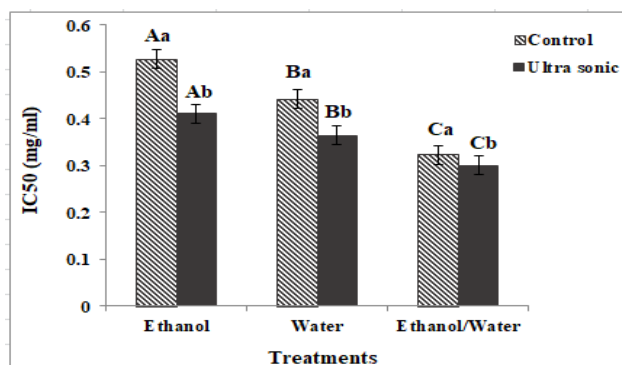 0.6
0.5
0.4
0.3
0.2
0.1
0
IC50 (mg/ml)
Aa
Ab
Ba
Bb
Ca
Cb
Control
Ultra sonic
Ethanol
Water
Ethanol/Water
Treatments